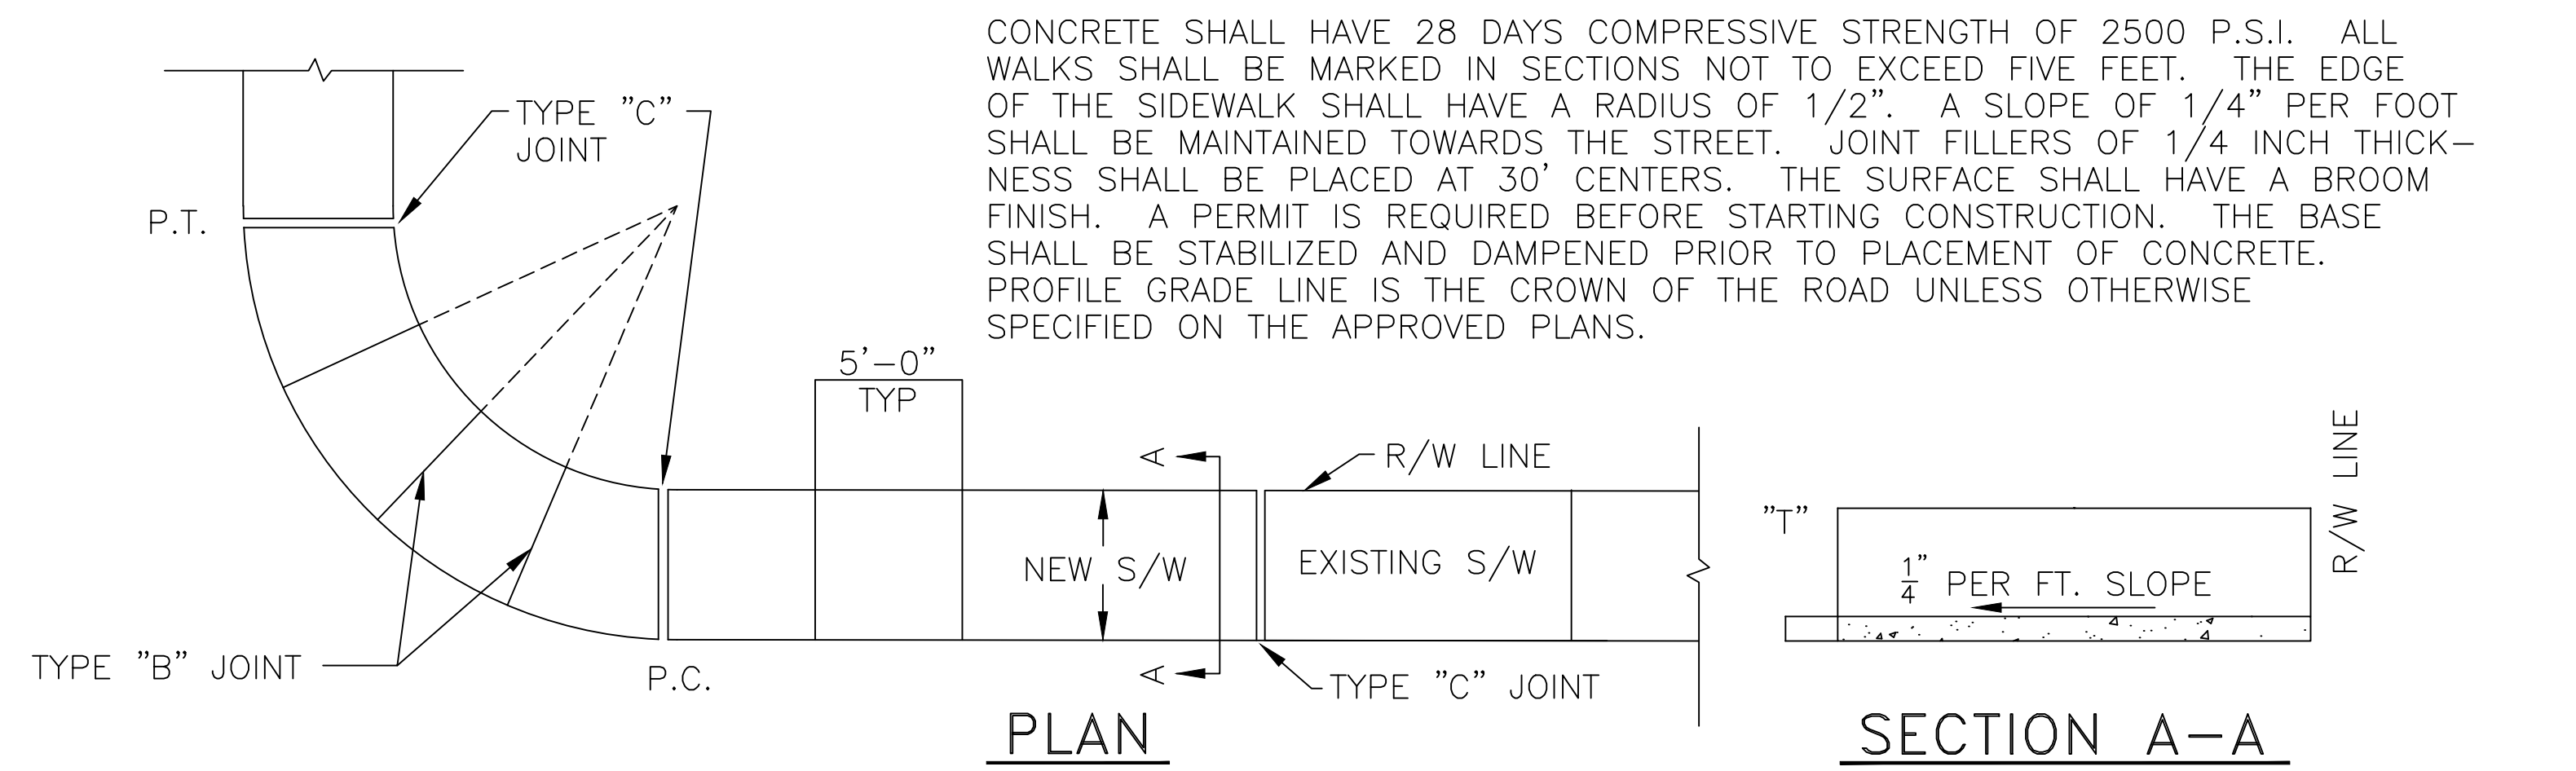 CONCRETE SHALL HAVE 28 DAYS COMPRESSIVE STRENGTH OF 2500 P.S.I. ALL
WALKS SHALL BE MARKED IN SECTIONS NOT TO EXCEED FIVE FEET. THE EDGE
OF THE SIDEWALK SHALL HAVE A RADIUS OF 1/2". A SLOPE OF 1/4" PER FOOT
SHALL BE MAINTAINED TOWARDS THE STREET. JOINT FILLERS OF 1/4 INCH THICK-
NESS SHALL BE PLACED AT 30' CENTERS. THE SURFACE SHALL HAVE A BROOM
FINISH. A PERMIT IS REQUIRED BEFORE STARTING CONSTRUCTION. THE BASE
SHALL BE STABILIZED AND DAMPENED PRIOR TO PLACEMENT OF CONCRETE.
PROFILE GRADE LINE IS THE CROWN OF THE ROAD UNLESS OTHERWISE
SPECIFIED ON THE APPROVED PLANS.
TYPE "C"
JOINT
P.T.
5'-0"
TYP
A
R/W LINE
NEW S/W
EXISTING S/W
TYPE "B" JOINT
P.C.
A
TYPE "C" JOINT
PLAN
"T"
1/4" PER FT. SLOPE
R/W LINE
SECTION A-A